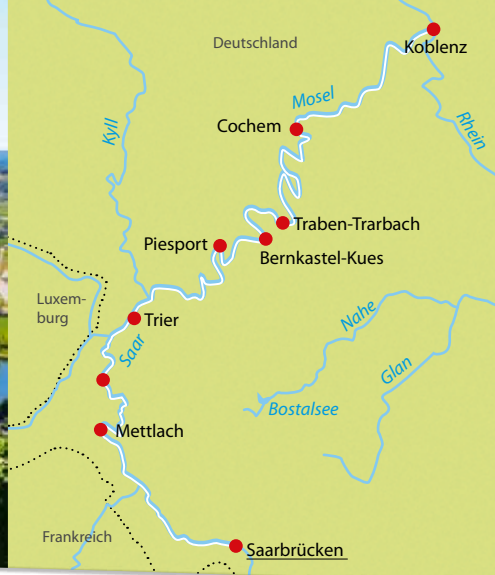 Deutschland
Koblenz
Mosel
Rhein
Cochem
Kyll
Traben-Trarbach
Piesport
Bernkastel-Kues
Luxem-
burg
Trier
Saar
Nahe
Glan
Bostalsee
Mettlach
Frankreich
Saarbrücken